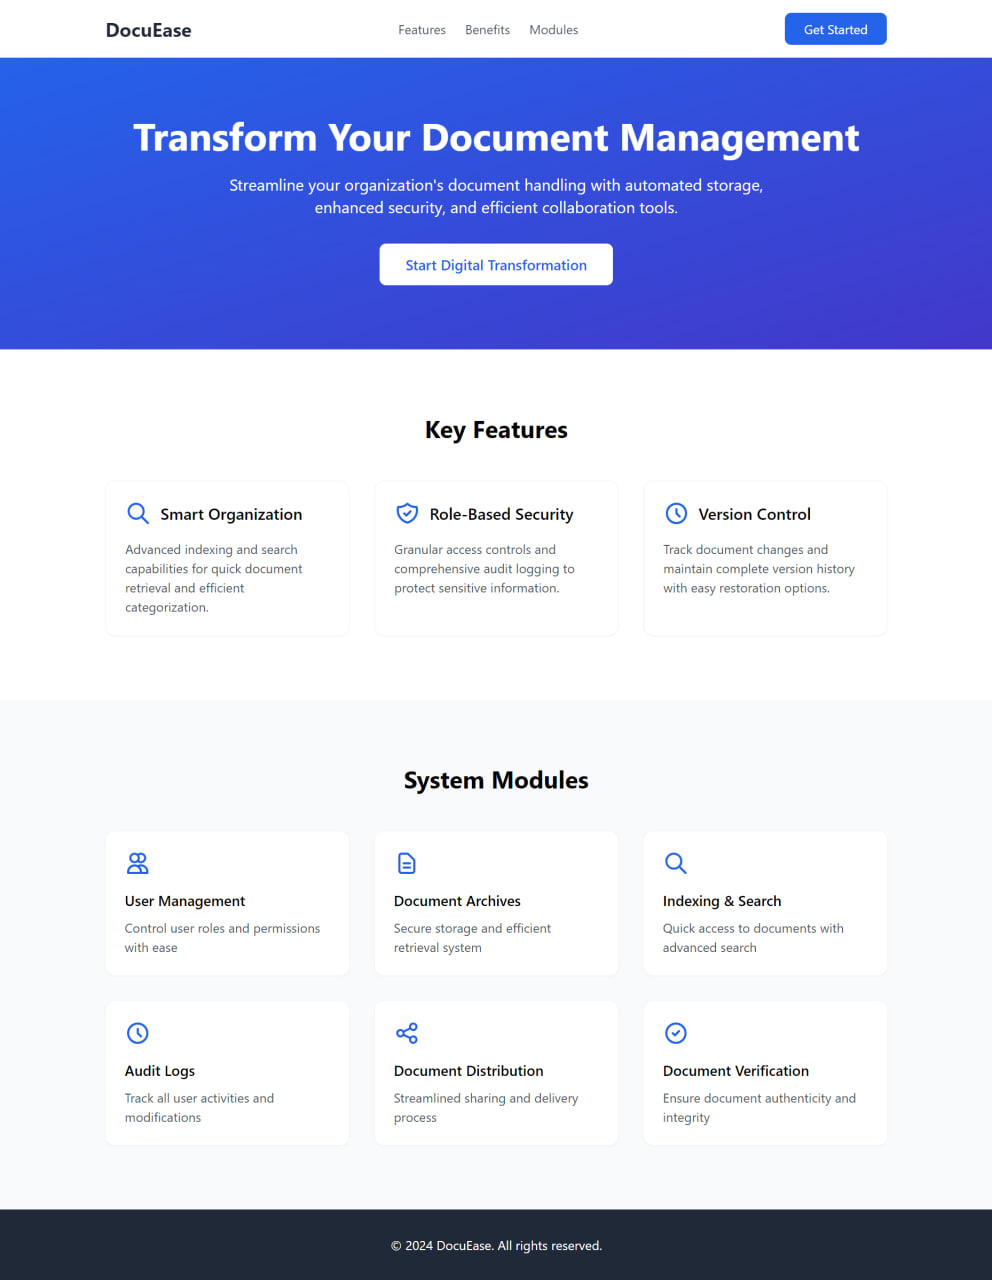 DocuEase
Features
Benefits
Modules
Get Started
Transform Your Document Management
Streamline your organization's document handling with automated storage,
enhanced security, and efficient collaboration tools.
Start Digital Transformation
Key Features
Smart Organization
Advanced indexing and search
capabilities for quick document
retrieval and efficient
categorization.
Role-Based Security
Granular access controls and
comprehensive audit logging to
protect sensitive information.
Version Control
Track document changes and
maintain complete version history
with easy restoration options.
System Modules
User Management
Control user roles and permissions
with ease
Document Archives
Secure storage and efficient
retrieval system
Indexing & Search
Quick access to documents with
advanced search
Audit Logs
Track all user activities and
modifications
Document Distribution
Streamlined sharing and delivery
process
Document Verification
Ensure document authenticity and
integrity
© 2024 DocuEase. All rights reserved.